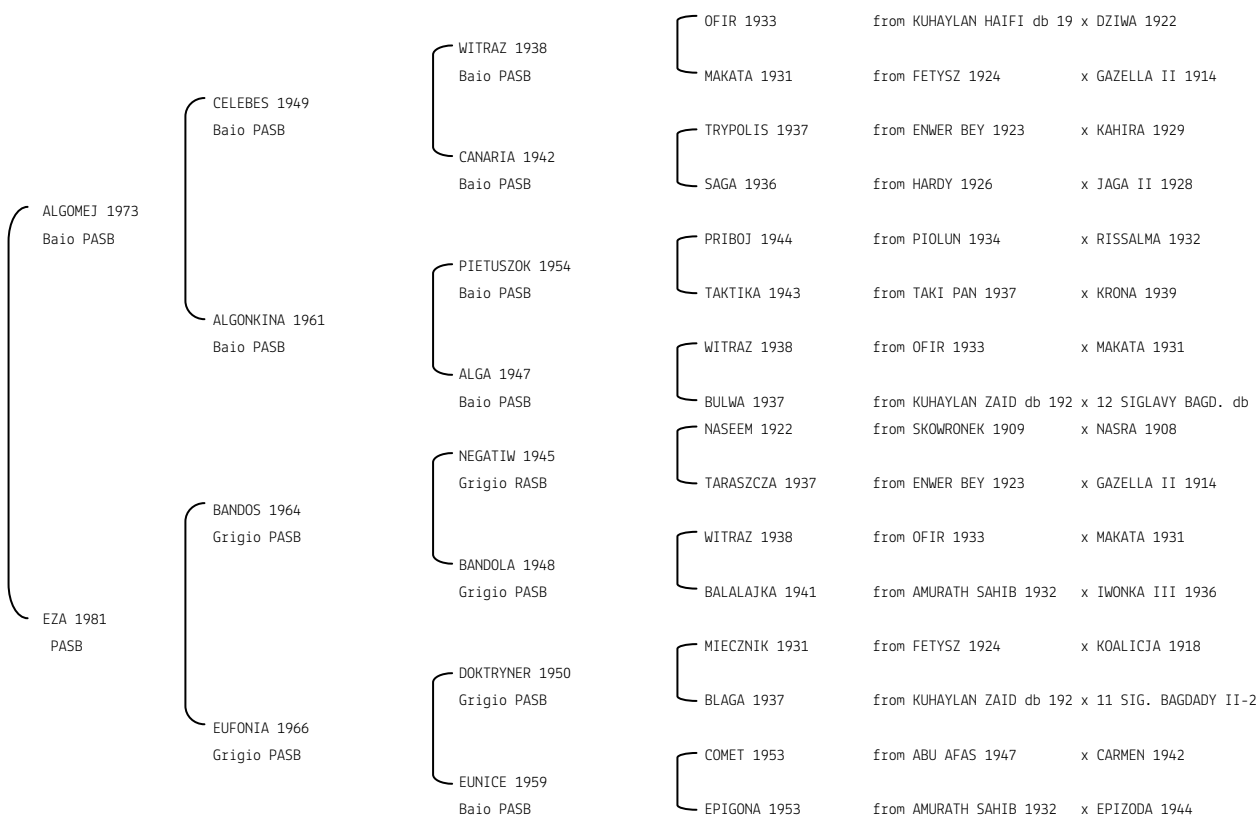 OFIR 1933 from KUHAYLAN HAIFI db 19 x DZIWA 1922
WITRAZ 1938
Baio PASB MAKATA 1931 from FETYSZ 1924 x GAZELLA II 1914
CELEBES 1949
Baio PASB TRYPOLIS 1937 from ENWER BEY 1923 x KAHIRA 1929
CANARIA 1942
Baio PASB SAGA 1936 from HARDY 1926 x JAGA II 1928
ALGOMEJ 1973
Baio PASB PRIBOJ 1944 from PIOLUN 1934 x RISSALMA 1932
PIETUSZOK 1954
Baio PASB TAKTIKA 1943 from TAKI PAN 1937 x KRONA 1939
ALGONKINA 1961
Baio PASB WITRAZ 1938 from OFIR 1933 x MAKATA 1931
ALGA 1947
Baio PASB BULWA 1937 from KUHAYLAN ZAID db 192 x 12 SIGLAVY BAGD. db
NASEEM 1922 from SKOWRONEK 1909 x NASRA 1908
NEGATIW 1945
Grigio RASB TARASZCZA 1937 from ENWER BEY 1923 x GAZELLA II 1914
BANDOS 1964
Grigio PASB WITRAZ 1938 from OFIR 1933 x MAKATA 1931
BANDOLA 1948
Grigio PASB BALALAJKA 1941 from AMURATH SAHIB 1932 x IWONKA III 1936
EZA 1981
PASB MIECZNIK 1931 from FETYSZ 1924 x KOALICJA 1918
DOKTRYNER 1950
Grigio PASB BLAGA 1937 from KUHAYLAN ZAID db 192 x 11 SIG. BAGDADY II-2
EUFONIA 1966
Grigio PASB COMET 1953 from ABU AFAS 1947 x CARMEN 1942
EUNICE 1959
Baio PASB EPIGONA 1953 from AMURATH SAHIB 1932 x EPIZODA 1944